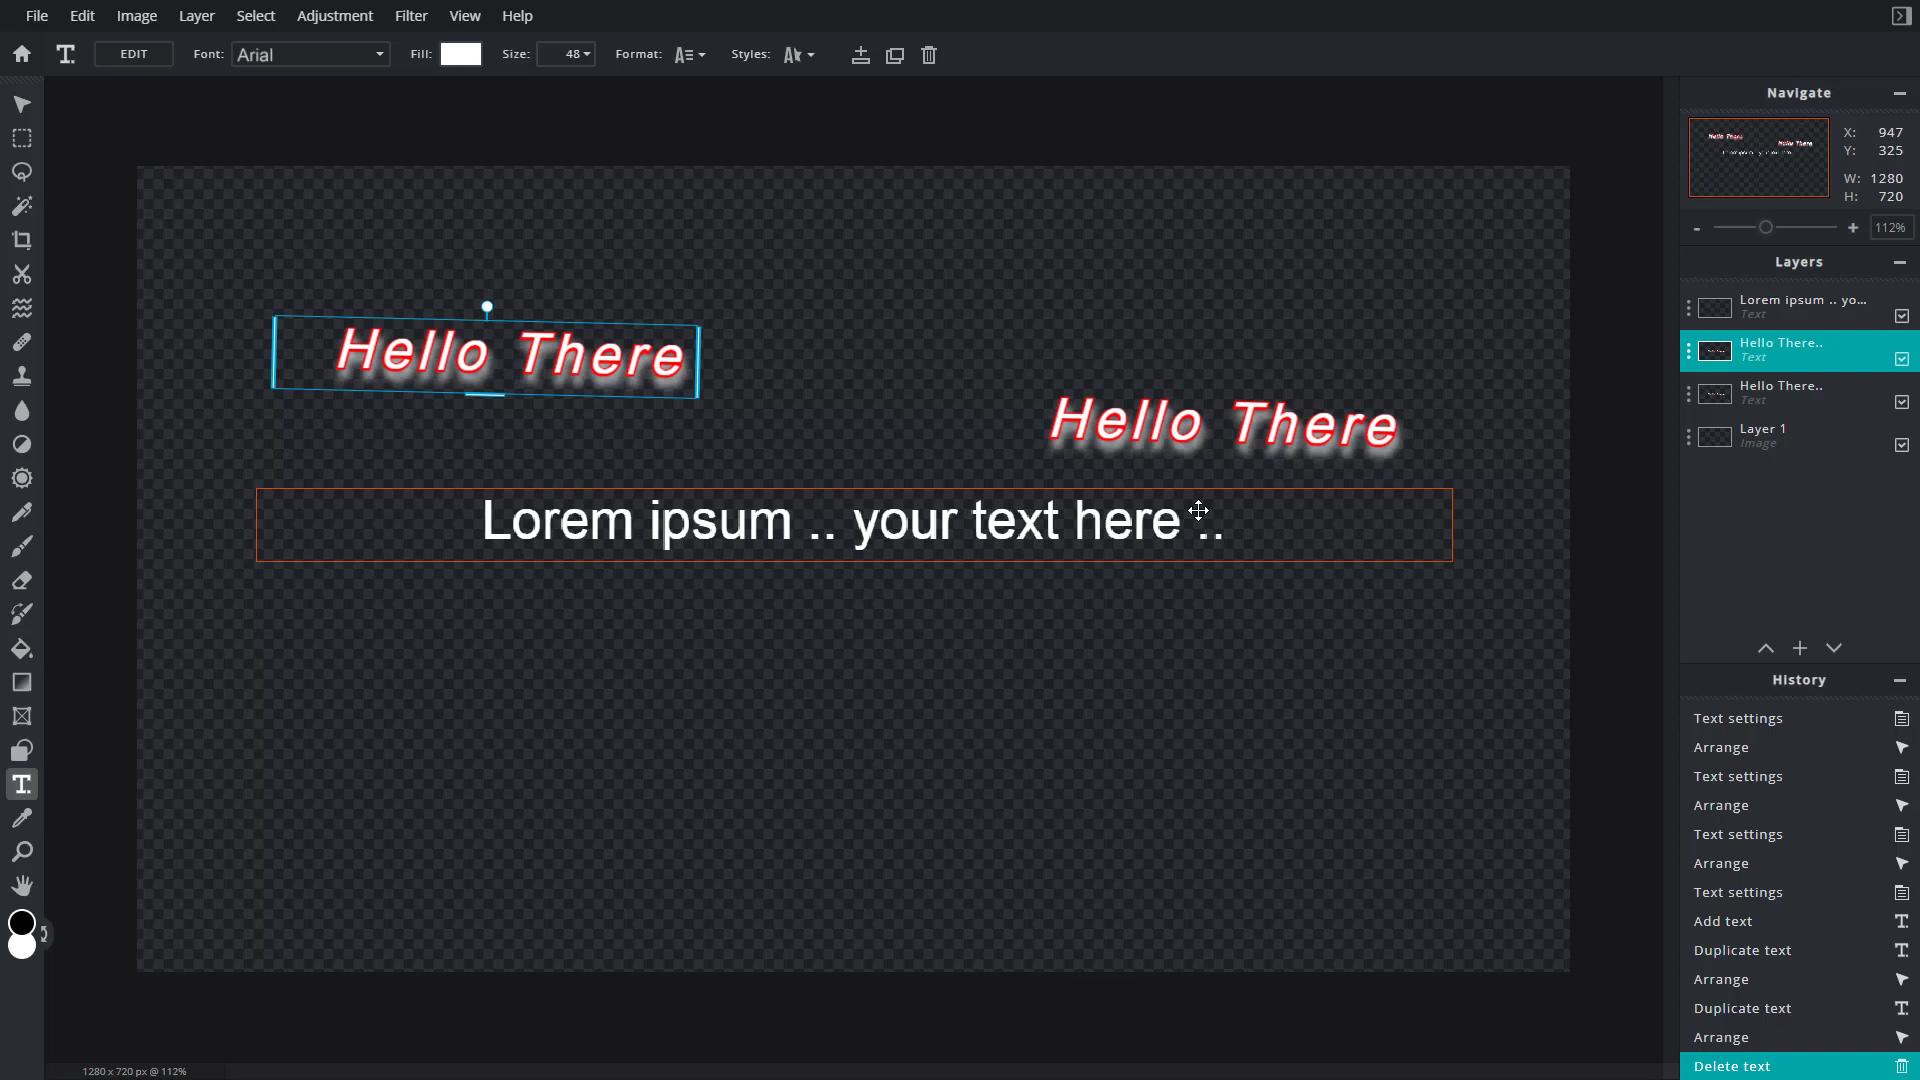 File Edit Image Layer Select Adjustment Filter View Help
EDIT Font: Arial Fill: Size: 48 Format: Styles:
Navigate
X: 947
Y: 325
W: 1280
H: 720
- + 112%
Layers
Lorem ipsum .. yo...
Text
Hello There..
Text
Hello There..
Text
Layer 1
Image
Hello There
Hello There
Lorem ipsum .. your text here ..
History
Text settings
Arrange
Text settings
Arrange
Text settings
Arrange
Text settings
Add text
Duplicate text
Arrange
Duplicate text
Arrange
Delete text
1280 x 720 px @ 112%